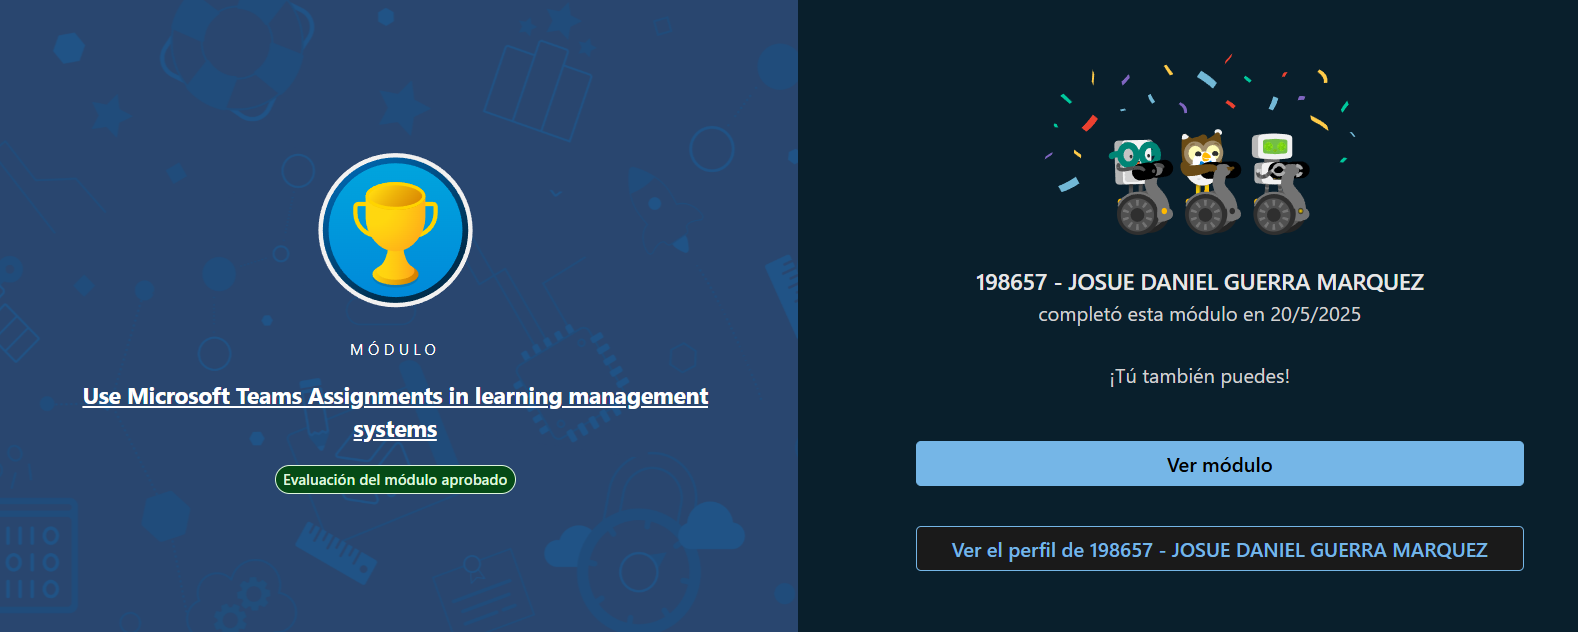 MÓDULO
Use Microsoft Teams Assignments in learning management
systems
Evaluación del módulo aprobado
198657 - JOSUE DANIEL GUERRA MARQUEZ
completó esta módulo en 20/5/2025
¡Tú también puedes!
Ver módulo
Ver el perfil de 198657 - JOSUE DANIEL GUERRA MARQUEZ